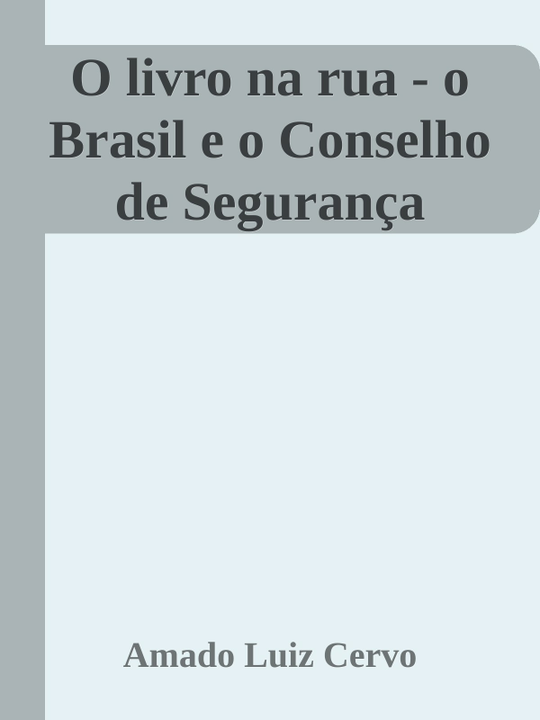 O livro na rua - o
Brasil e o Conselho
de Segurança
Amado Luiz Cervo